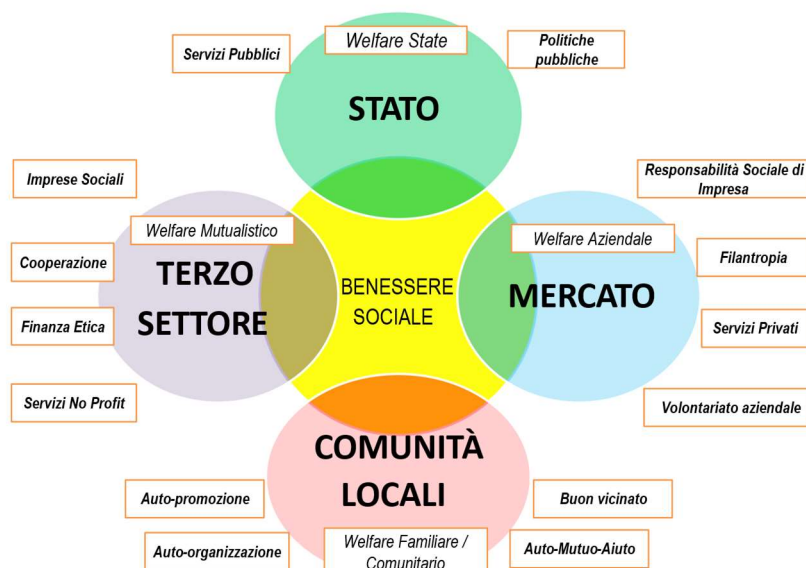 Servizi Pubblici
Welfare State
Politiche
pubbliche
STATO
Imprese Sociali
Responsabilità Sociale di
Impresa
Welfare Mutualistico
Welfare Aziendale
Cooperazione
Filantropia
TERZO
SETTORE
BENESSERE
SOCIALE
MERCATO
Finanza Etica
Servizi Privati
Servizi No Profit
Volontariato aziendale
COMUNITÀ
LOCALI
Auto-promozione
Buon vicinato
Auto-organizzazione
Welfare Familiare /
Comunitario
Auto-Mutuo-Aiuto